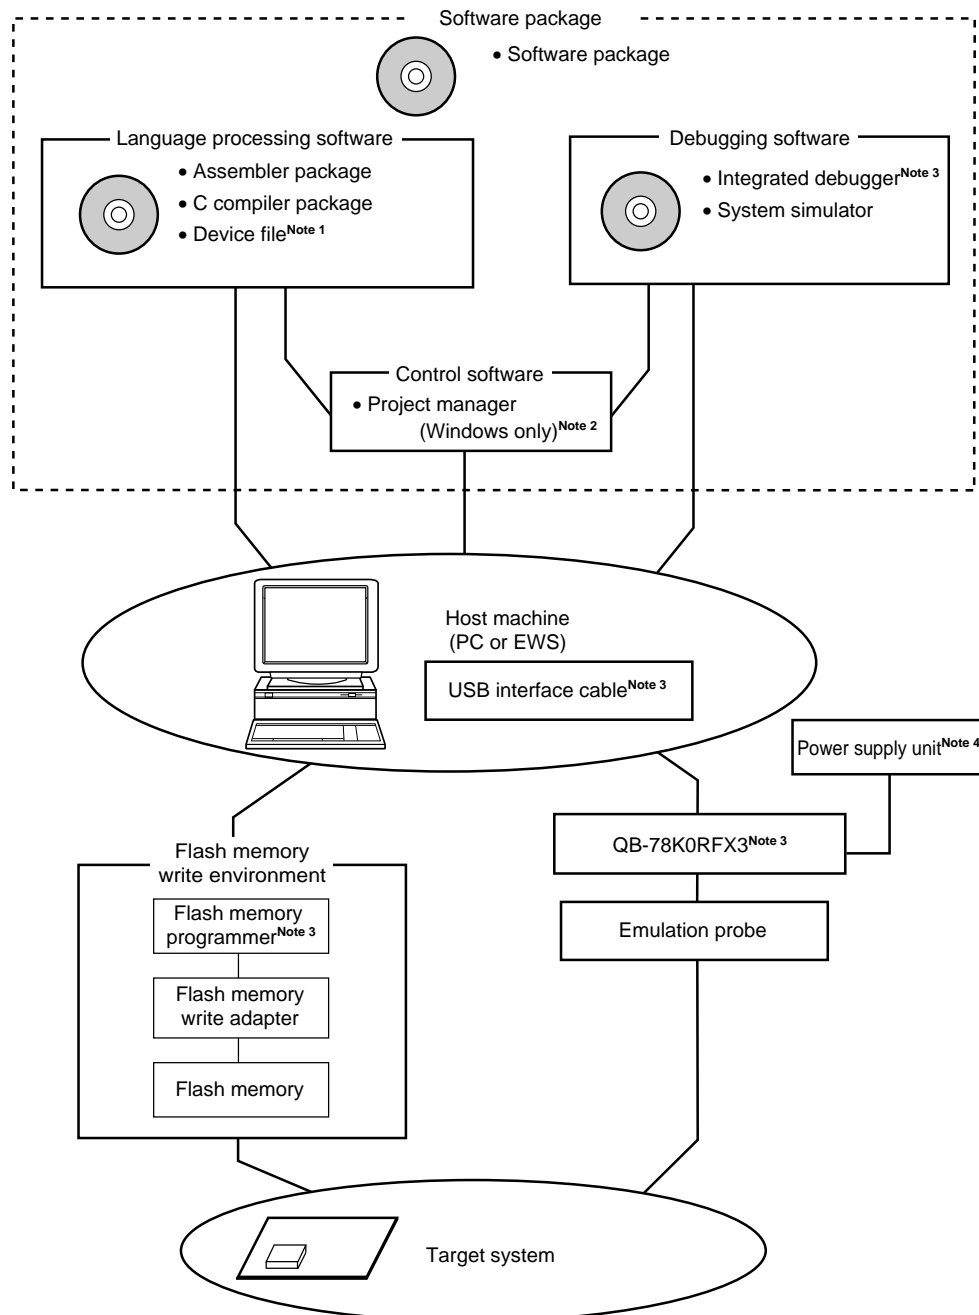 Software package
• Software package
Language processing software
• Assembler package
• C compiler package
• Device fileNote 1
Debugging software
• Integrated debuggerNote 3
• System simulator
Control software
• Project manager
(Windows only)Note 2
Host machine
(PC or EWS)
USB interface cableNote 3
Power supply unitNote 4
QB-78K0RFX3Note 3
Emulation probe
Flash memory
write environment
Flash memory
programmerNote 3
Flash memory
write adapter
Flash memory
Target system